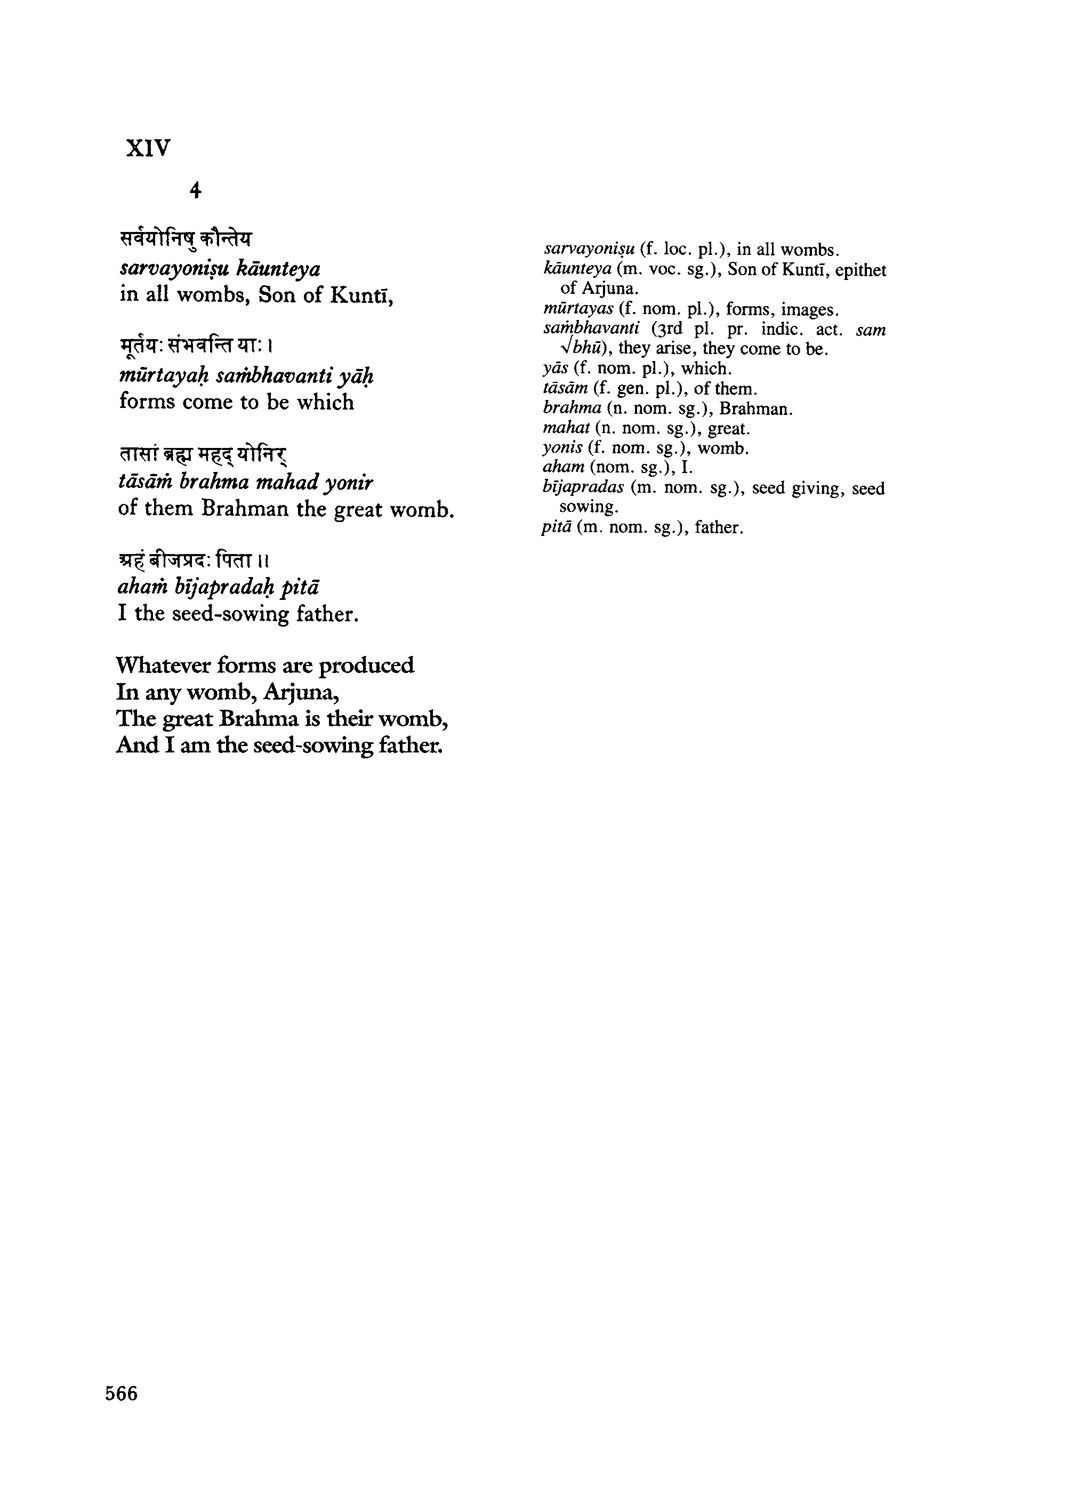 XIV
4
सर्वयोनिषु कौन्तेय
sarvayoniṣu kāunteya
in all wombs, Son of Kuntī,
मूर्तयः संभवन्ति याः ।
mūrtayaḥ saṁbhavanti yāḥ
forms come to be which
तासां ब्रह्म महद् योनिर्
tāsāṁ brahma mahad yonir
of them Brahman the great womb.
अहं बीजप्रदः पिता ॥
ahaṁ bījapradaḥ pitā
I the seed-sowing father.
Whatever forms are produced
In any womb, Arjuna,
The great Brahma is their womb,
And I am the seed-sowing father.
sarvayoniṣu (f. loc. pl.), in all wombs.
kāunteya (m. voc. sg.), Son of Kuntī, epithet
of Arjuna.
mūrtayas (f. nom. pl.), forms, images.
saṁbhavanti (3rd pl. pr. indic. act. sam
√bhū), they arise, they come to be.
yās (f. nom. pl.), which.
tāsām (f. gen. pl.), of them.
brahma (n. nom. sg.), Brahman.
mahat (n. nom. sg.), great.
yonis (f. nom. sg.), womb.
aham (nom. sg.), I.
bījapradas (m. nom. sg.), seed giving, seed
sowing.
pitā (m. nom. sg.), father.
566